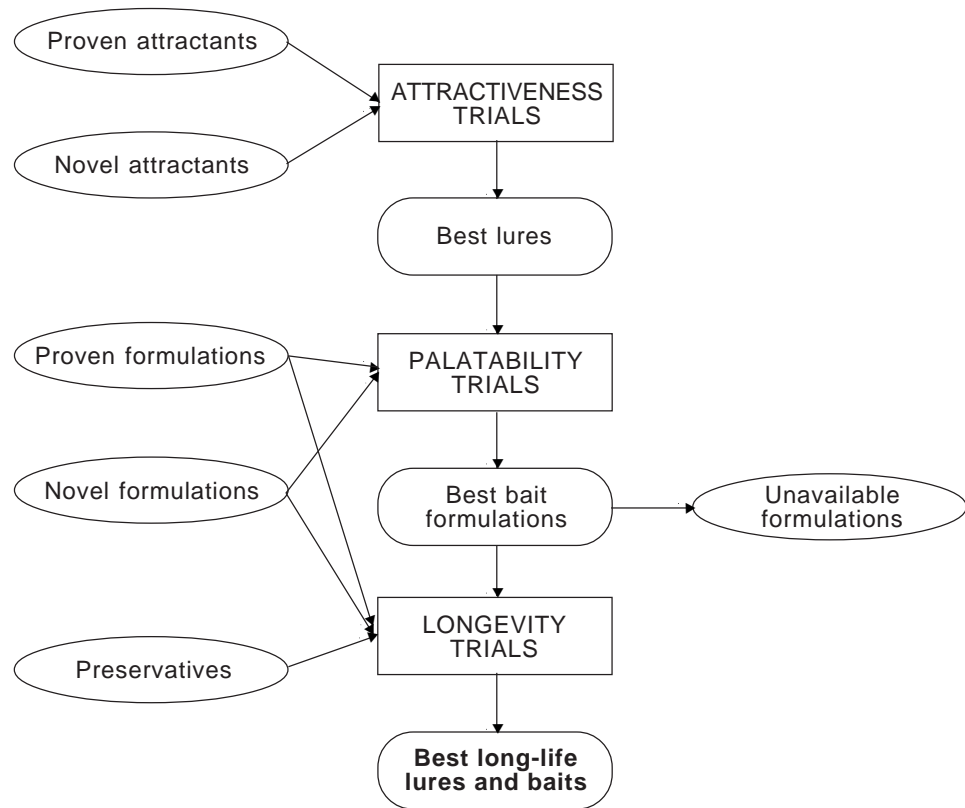 Proven attractants
ATTRACTIVENESS
TRIALS
Novel attractants
Best lures
Proven formulations
PALATABILITY
TRIALS
Novel formulations
Best bait
formulations
Unavailable
formulations
LONGEVITY
TRIALS
Preservatives
Best long-life
lures and baits